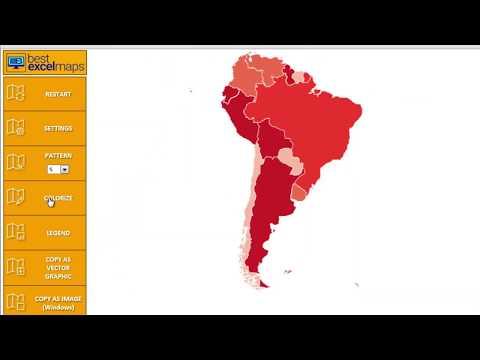 best
excelmaps
RESTART
SETTINGS
PATTERN
5
COLORIZE
LEGEND
COPY AS
VECTOR
GRAPHIC
COPY AS IMAGE
(Windows)